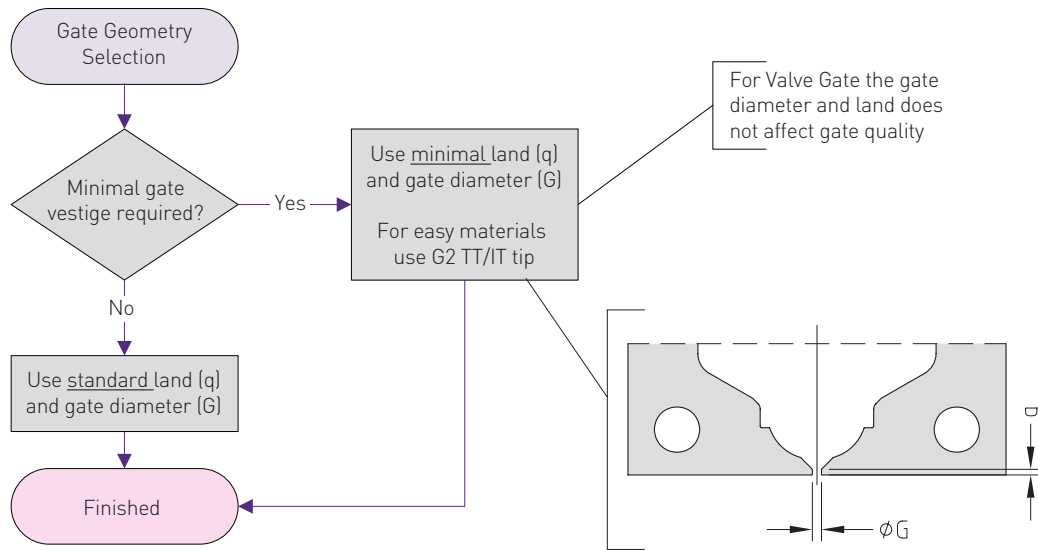 Gate Geometry
Selection
Minimal gate
vestige required?
Yes
Use minimal land (q)
and gate diameter (G)
For easy materials
use G2 TT/IT tip
For Valve Gate the gate
diameter and land does
not affect gate quality
No
Use standard land (q)
and gate diameter (G)
Finished
q
ϕG